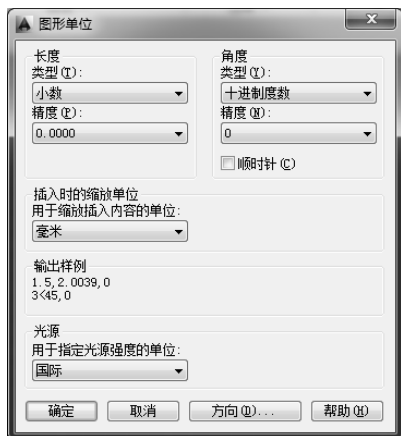 图形单位
长度
类型(T):
小数
精度(P):
0.0000
角度
类型(Y):
十进制度数
精度(N):
0
顺时针(C)
插入时的缩放单位
用于缩放插入内容的单位:
毫米
输出样例
1.5,2.0039,0
3<45,0
光源
用于指定光源强度的单位:
国际
确定
取消
方向(D)...
帮助(H)